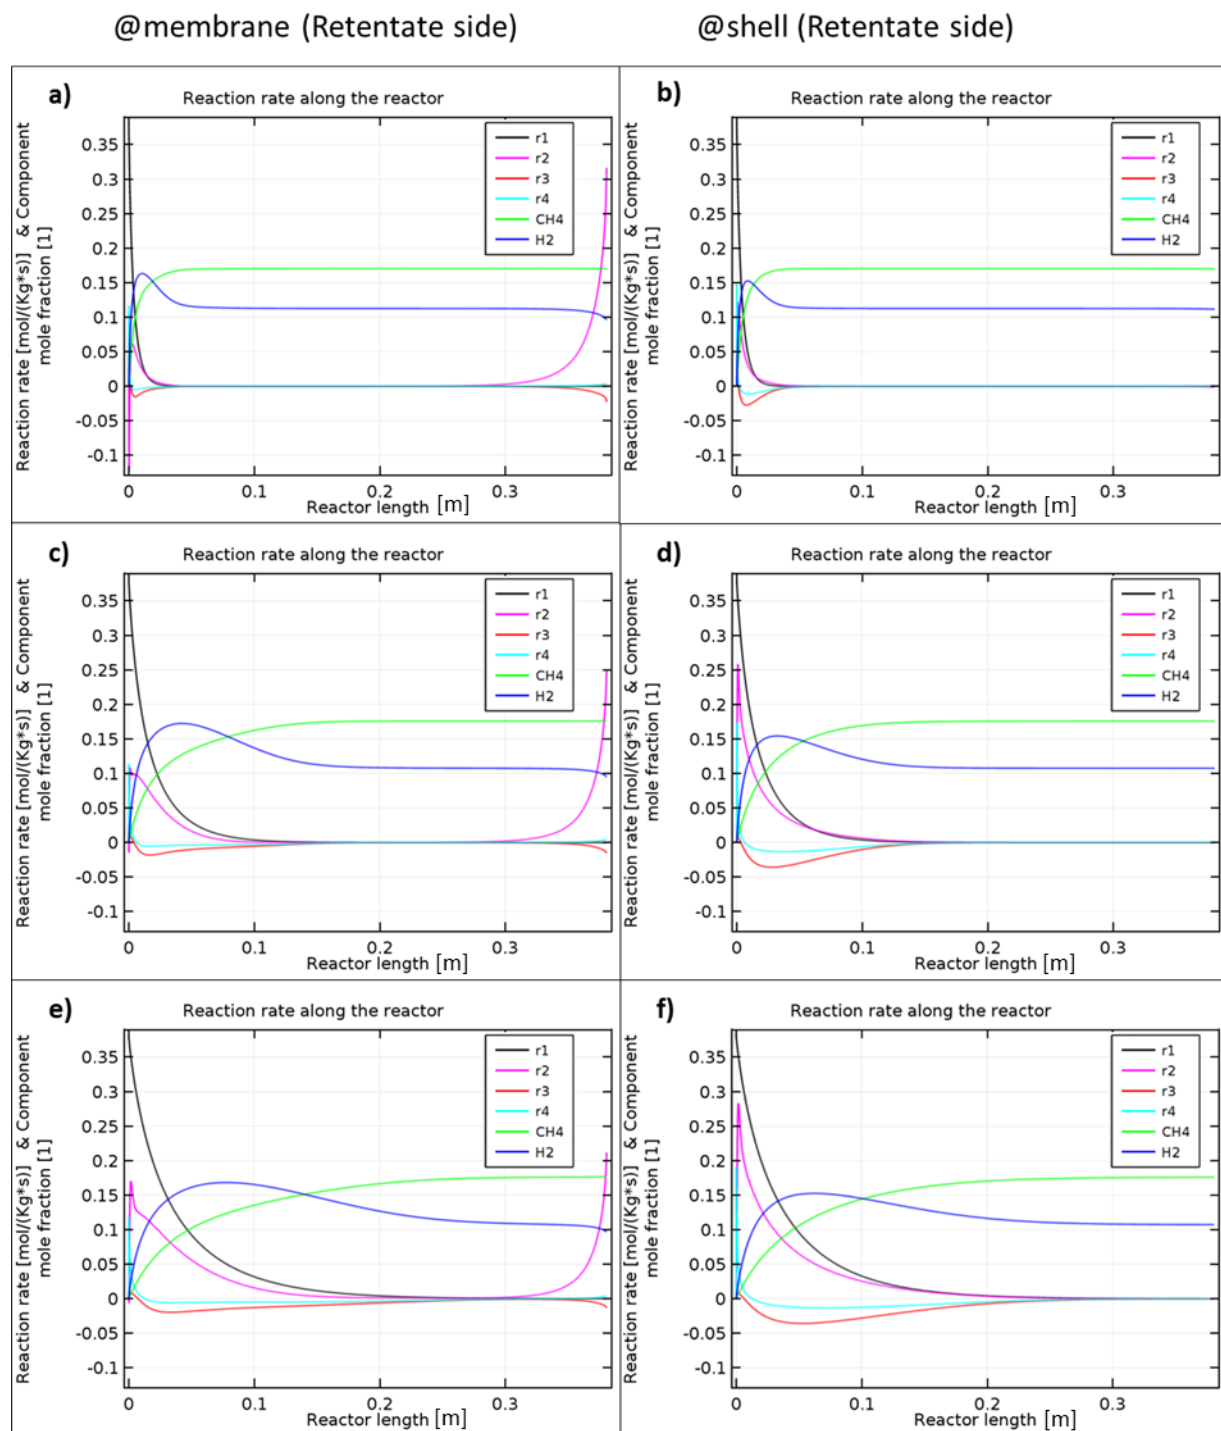 @membrane (Retentate side)
@shell (Retentate side)
a)
Reaction rate along the reactor
Reaction rate [mol/(Kg*s)] & Component
mole fraction [1]
0.35
0.3
0.25
0.2
0.15
0.1
0.05
0
-0.05
-0.1
r1
r2
r3
r4
CH4
H2
0
0.1
0.2
0.3
Reactor length [m]
b)
Reaction rate along the reactor
Reaction rate [mol/(Kg*s)] & Component
mole fraction [1]
0.35
0.3
0.25
0.2
0.15
0.1
0.05
0
-0.05
-0.1
r1
r2
r3
r4
CH4
H2
0
0.1
0.2
0.3
Reactor length [m]
c)
Reaction rate along the reactor
Reaction rate [mol/(Kg*s)] & Component
mole fraction [1]
0.35
0.3
0.25
0.2
0.15
0.1
0.05
0
-0.05
-0.1
r1
r2
r3
r4
CH4
H2
0
0.1
0.2
0.3
Reactor length [m]
d)
Reaction rate along the reactor
Reaction rate [mol/(Kg*s)] & Component
mole fraction [1]
0.35
0.3
0.25
0.2
0.15
0.1
0.05
0
-0.05
-0.1
r1
r2
r3
r4
CH4
H2
0
0.1
0.2
0.3
Reactor length [m]
e)
Reaction rate along the reactor
Reaction rate [mol/(Kg*s)] & Component
mole fraction [1]
0.35
0.3
0.25
0.2
0.15
0.1
0.05
0
-0.05
-0.1
r1
r2
r3
r4
CH4
H2
0
0.1
0.2
0.3
Reactor length [m]
f)
Reaction rate along the reactor
Reaction rate [mol/(Kg*s)] & Component
mole fraction [1]
0.35
0.3
0.25
0.2
0.15
0.1
0.05
0
-0.05
-0.1
r1
r2
r3
r4
CH4
H2
0
0.1
0.2
0.3
Reactor length [m]